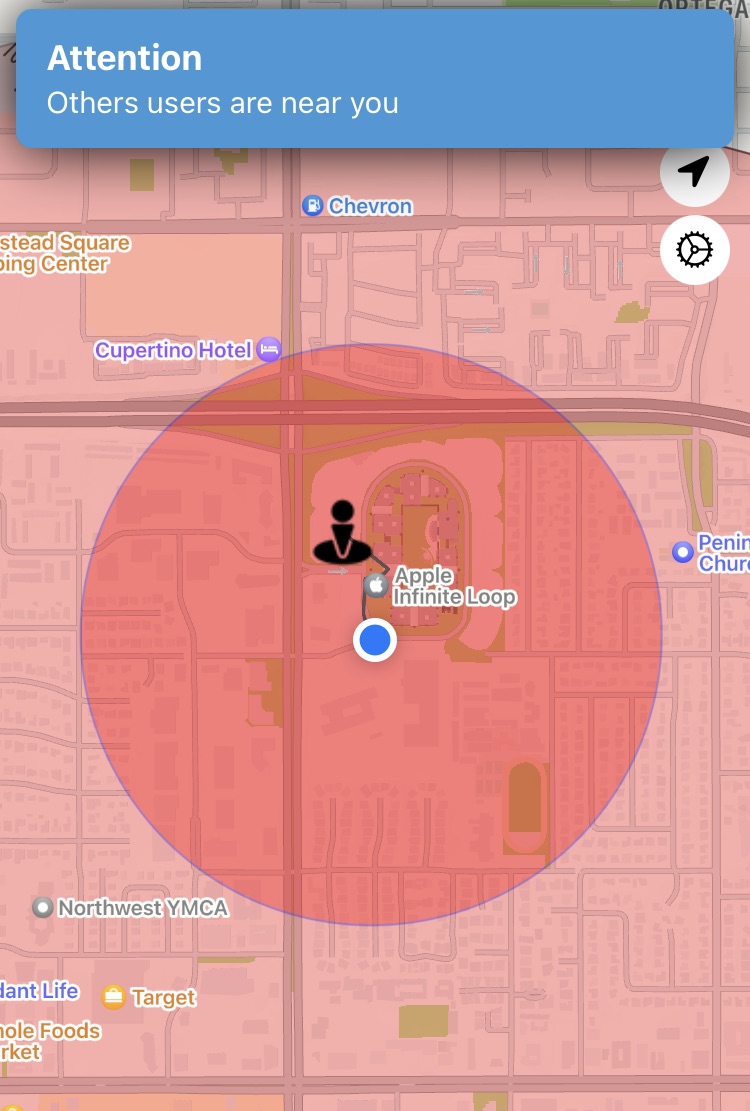 ORTEGA
Attention
Others users are near you
Chevron
stead Square
ping Center
Cupertino Hotel
Penin
Churc
Apple
Infinite Loop
Northwest YMCA
dant Life
Target
hole Foods
rket